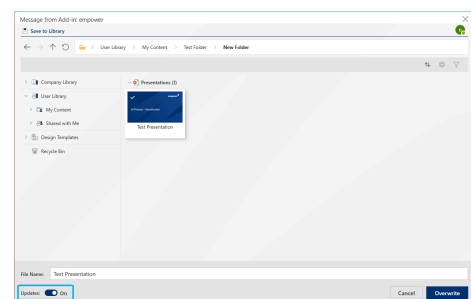 Message from Add-in: empower
Save to Library
User Library > My Content > Test Folder > New Folder
Company Library
User Library
My Content
Shared with Me
Design Templates
Recycle Bin
Presentations (1)
Test Presentation
File Name: Test Presentation
Updates: On
Cancel
Overwrite